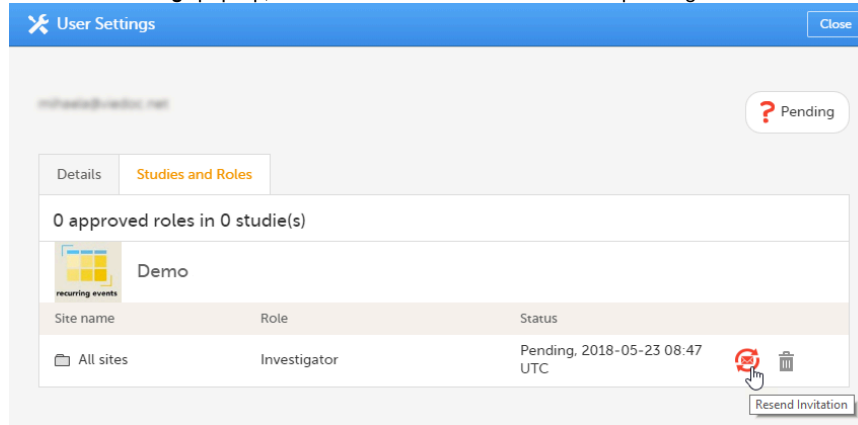 User Settings
Close
Pending
Details
Studies and Roles
0 approved roles in 0 studie(s)
recurring events
Demo
Site name
Role
Status
All sites
Investigator
Pending, 2018-05-23 08:47
UTC
Resend Invitation